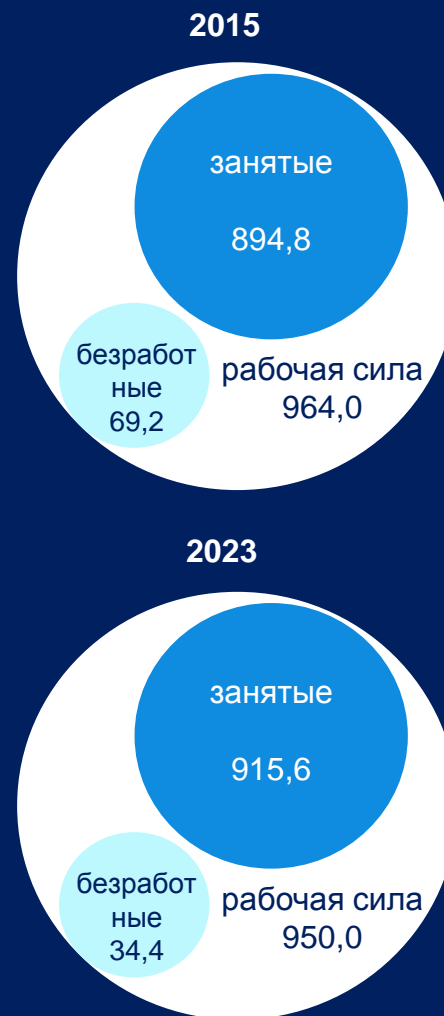 2015
занятые
894,8
безработ
ные
69,2
рабочая сила
964,0
2023
занятые
915,6
безработ
ные
34,4
рабочая сила
950,0